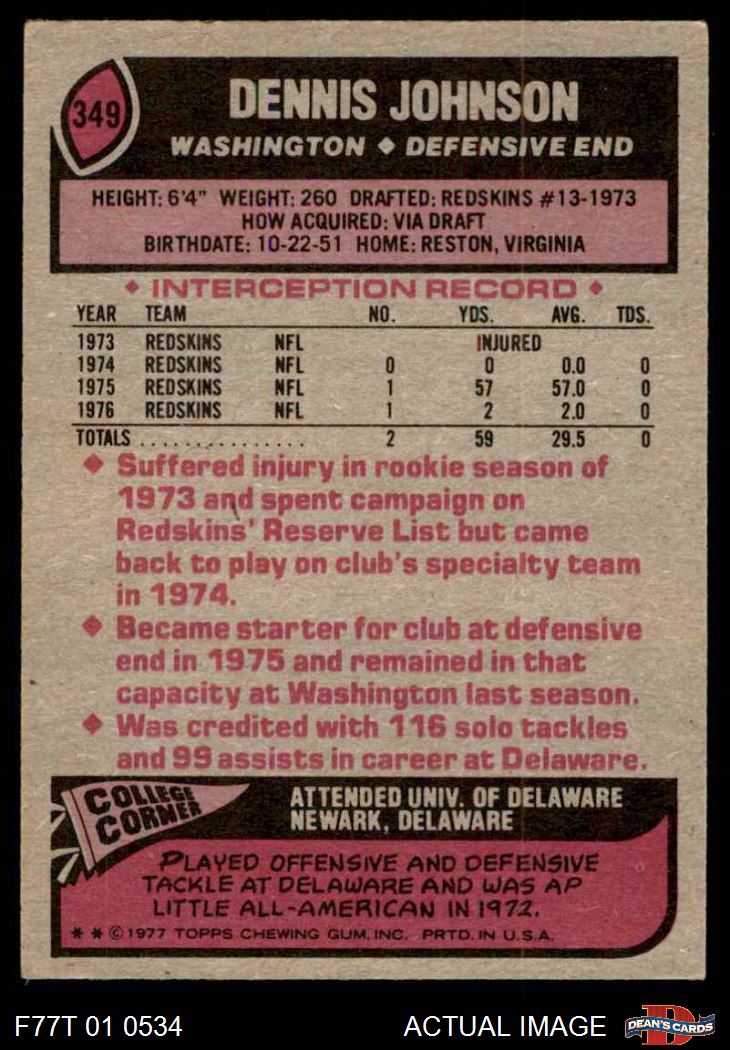 349
DENNIS JOHNSON
WASHINGTON ◆ DEFENSIVE END
HEIGHT: 6'4" WEIGHT: 260 DRAFTED: REDSKINS #13-1973
HOW ACQUIRED: VIA DRAFT
BIRTHDATE: 10-22-51 HOME: RESTON, VIRGINIA
◆ INTERCEPTION RECORD ◆
YEAR TEAM NO. YDS. AVG. TDS.
1973 REDSKINS NFL INJURED
1974 REDSKINS NFL 0 0 0.0 0
1975 REDSKINS NFL 1 57 57.0 0
1976 REDSKINS NFL 1 2 2.0 0
TOTALS . . . . . . . . . . . . . . . 2 59 29.5 0
◆ Suffered injury in rookie season of
1973 and spent campaign on
Redskins' Reserve List but came
back to play on club's specialty team
in 1974.
◆ Became starter for club at defensive
end in 1975 and remained in that
capacity at Washington last season.
◆ Was credited with 116 solo tackles
and 99 assists in career at Delaware.
COLLEGE
CORNER
ATTENDED UNIV. OF DELAWARE
NEWARK, DELAWARE
PLAYED OFFENSIVE AND DEFENSIVE
TACKLE AT DELAWARE AND WAS AP
LITTLE ALL-AMERICAN IN 1972.
* * © 1977 TOPPS CHEWING GUM, INC. PRTD. IN U.S.A.
F77T 01 0534 ACTUAL IMAGE
D
DEAN'S CARDS